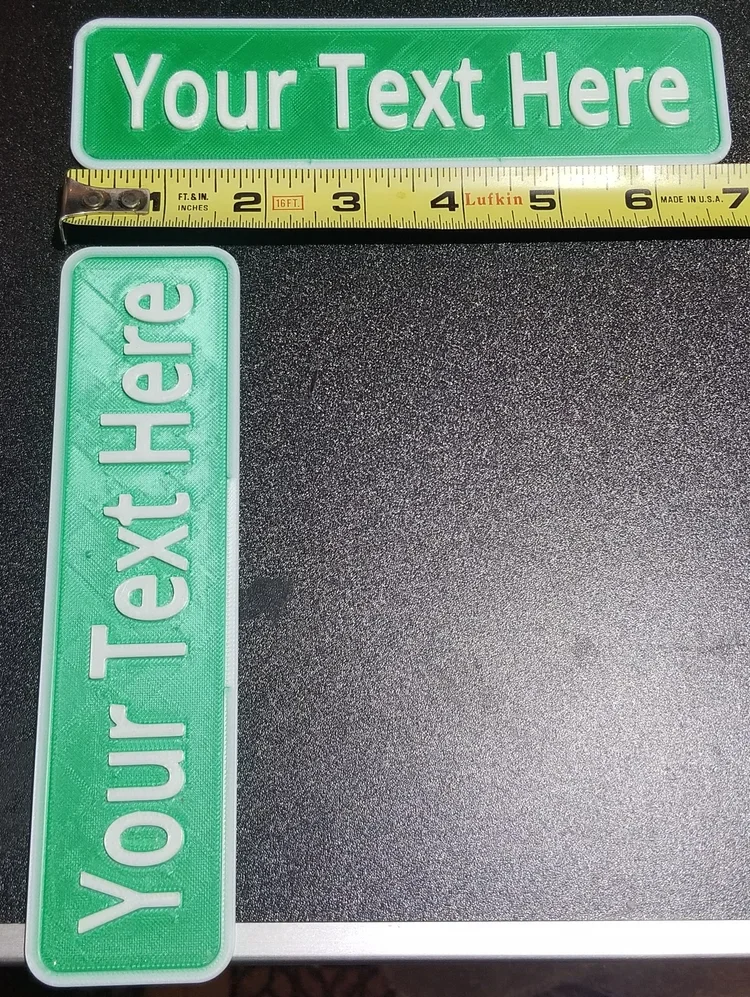 Your Text Here
1 FT. & IN. INCHES 2 16FT. 3 4 Lufkin 5 6 MADE IN U.S.A. 7
Your Text Here